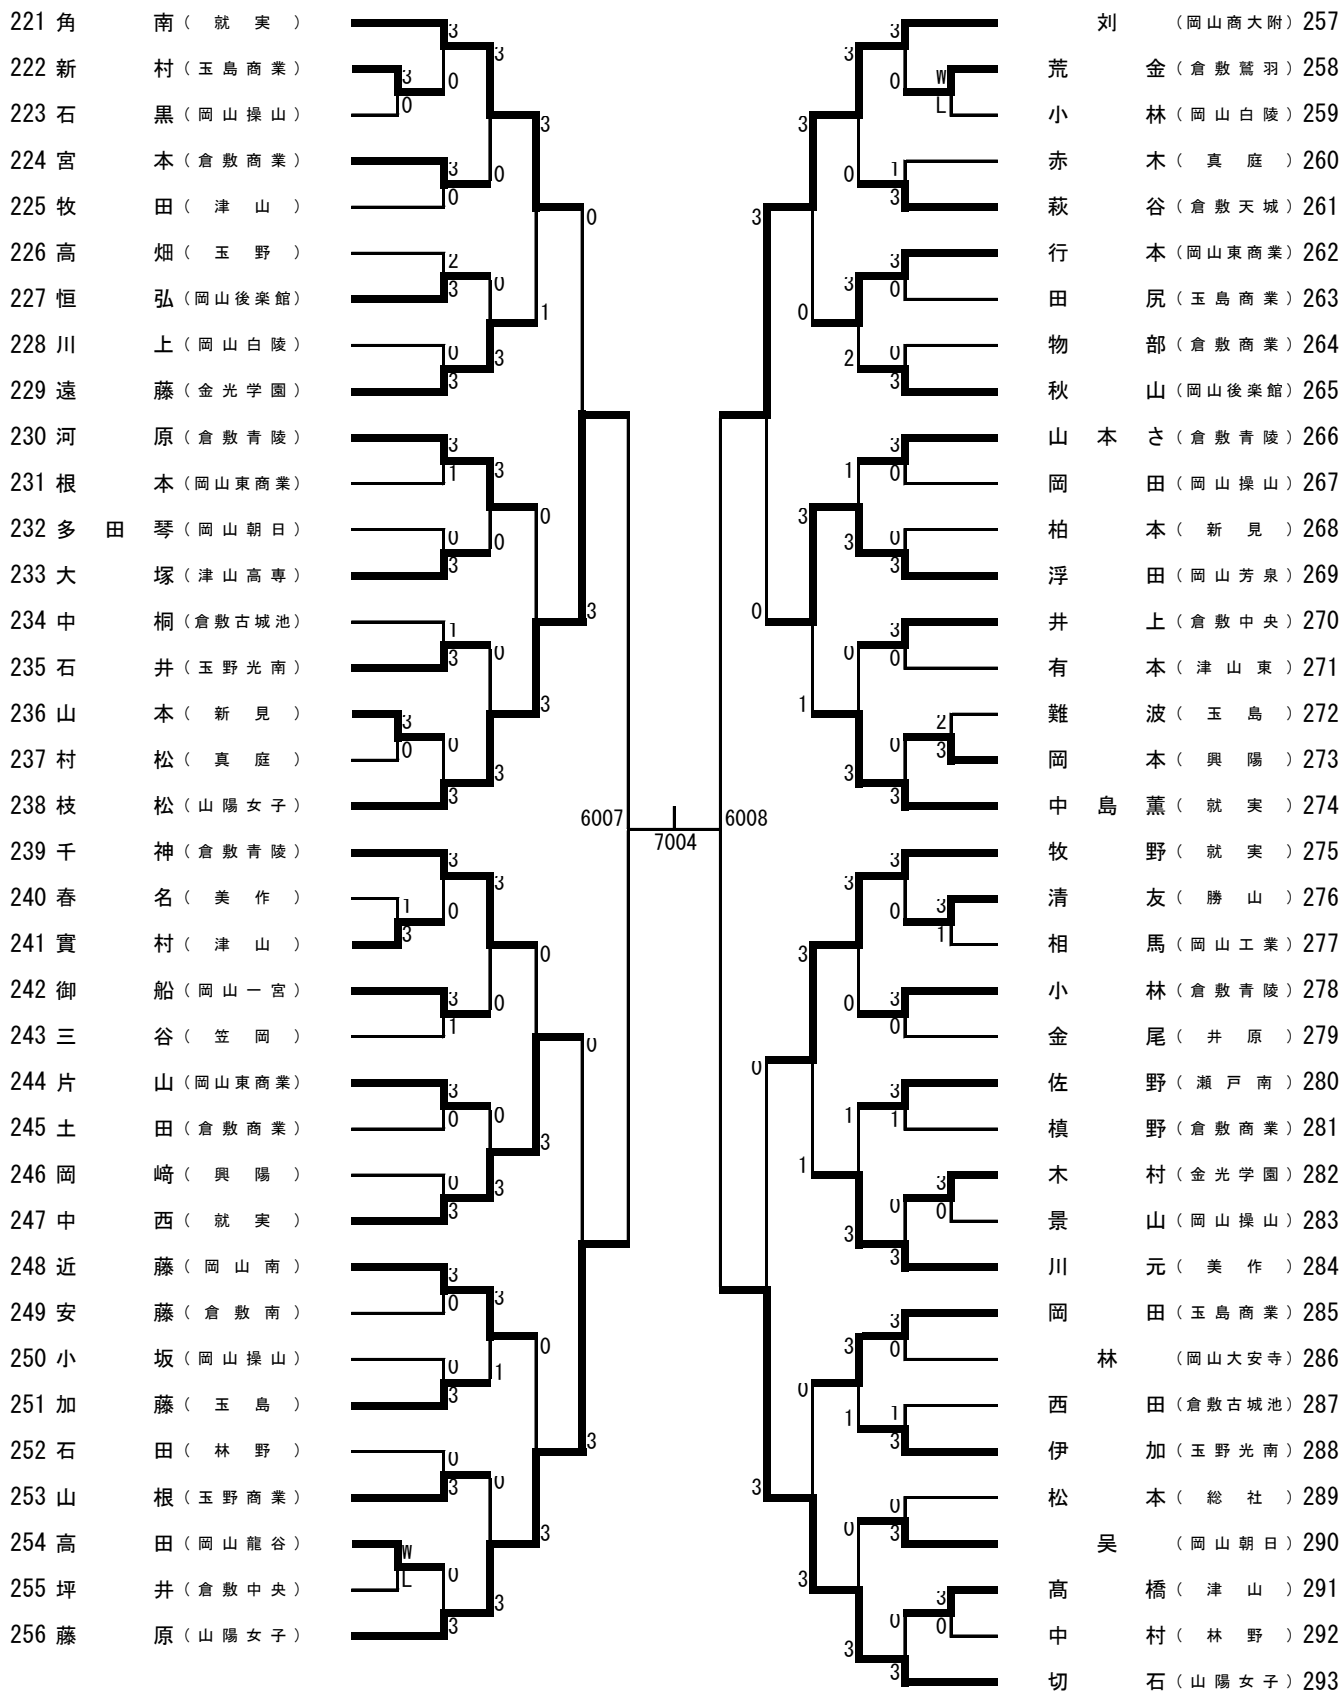 221 角 南 ( 就 実 )
222 新 村 ( 玉 島 商 業 )
223 石 黒 ( 岡 山 操 山 )
224 宮 本 ( 倉 敷 商 業 )
225 牧 田 ( 津 山 )
226 高 畑 ( 玉 野 )
227 恒 弘 ( 岡 山 後 楽 館 )
228 川 上 ( 岡 山 白 陵 )
229 遠 藤 ( 金 光 学 園 )
230 河 原 ( 倉 敷 青 陵 )
231 根 本 ( 岡 山 東 商 業 )
232 多 田 琴 ( 岡 山 朝 日 )
233 大 塚 ( 津 山 高 専 )
234 中 桐 ( 倉 敷 古 城 池 )
235 石 井 ( 玉 野 光 南 )
236 山 本 ( 新 見 )
237 村 松 ( 真 庭 )
238 枝 松 ( 山 陽 女 子 )
239 千 神 ( 倉 敷 青 陵 )
240 春 名 ( 美 作 )
241 實 村 ( 津 山 )
242 御 船 ( 岡 山 一 宮 )
243 三 谷 ( 笠 岡 )
244 片 山 ( 岡 山 東 商 業 )
245 土 田 ( 倉 敷 商 業 )
246 岡 﨑 ( 興 陽 )
247 中 西 ( 就 実 )
248 近 藤 ( 岡 山 南 )
249 安 藤 ( 倉 敷 南 )
250 小 坂 ( 岡 山 操 山 )
251 加 藤 ( 玉 島 )
252 石 田 ( 林 野 )
253 山 根 ( 玉 野 商 業 )
254 高 田 ( 岡 山 龍 谷 )
255 坪 井 ( 倉 敷 中 央 )
256 藤 原 ( 山 陽 女 子 )
6007
7004
6008
劉 ( 岡 山 商 大 附 ) 257
荒 金 ( 倉 敷 鷲 羽 ) 258
小 林 ( 岡 山 白 陵 ) 259
赤 木 ( 真 庭 ) 260
萩 谷 ( 倉 敷 天 城 ) 261
行 本 ( 岡 山 東 商 業 ) 262
田 尻 ( 玉 島 商 業 ) 263
物 部 ( 倉 敷 商 業 ) 264
秋 山 ( 岡 山 後 楽 館 ) 265
山 本 さ ( 倉 敷 青 陵 ) 266
岡 田 ( 岡 山 操 山 ) 267
柏 本 ( 新 見 ) 268
浮 田 ( 岡 山 芳 泉 ) 269
井 上 ( 倉 敷 中 央 ) 270
有 本 ( 津 山 東 ) 271
難 波 ( 玉 島 ) 272
岡 本 ( 興 陽 ) 273
中 島 薫 ( 就 実 ) 274
牧 野 ( 就 実 ) 275
清 友 ( 勝 山 ) 276
相 馬 ( 岡 山 工 業 ) 277
小 林 ( 倉 敷 青 陵 ) 278
金 尾 ( 井 原 ) 279
佐 野 ( 瀬 戸 南 ) 280
槙 野 ( 倉 敷 商 業 ) 281
木 村 ( 金 光 学 園 ) 282
景 山 ( 岡 山 操 山 ) 283
川 元 ( 美 作 ) 284
岡 田 ( 玉 島 商 業 ) 285
林 ( 岡 山 大 安 寺 ) 286
西 田 ( 倉 敷 古 城 池 ) 287
伊 加 ( 玉 野 光 南 ) 288
松 本 ( 総 社 ) 289
吴 ( 岡 山 朝 日 ) 290
髙 橋 ( 津 山 ) 291
中 村 ( 林 野 ) 292
切 石 ( 山 陽 女 子 ) 293